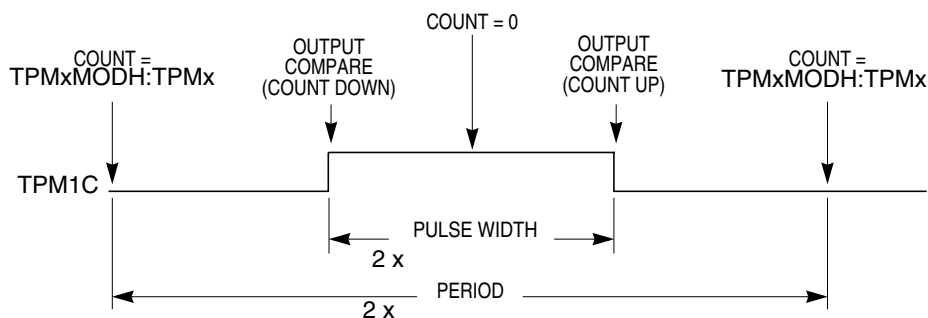 COUNT = 0
COUNT =
TPMxMODH:TPMx
OUTPUT
COMPARE
(COUNT DOWN)
OUTPUT
COMPARE
(COUNT UP)
COUNT =
TPMxMODH:TPMx
TPM1C
PULSE WIDTH
2 x
PERIOD
2 x